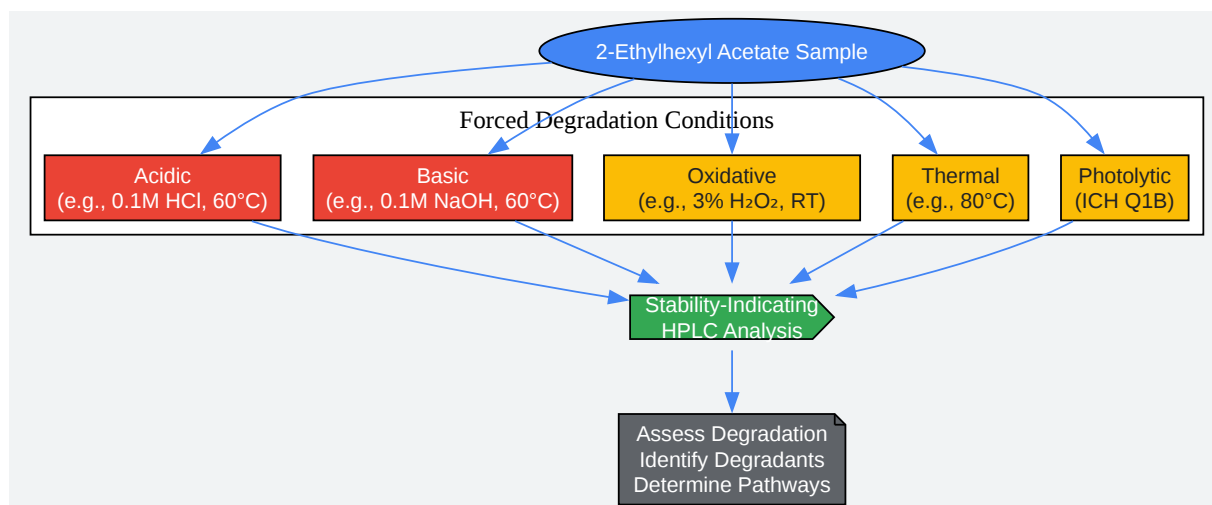 2-Ethylhexyl Acetate Sample
Forced Degradation Conditions
Acidic
(e.g., 0.1M HCl, 60°C)
Basic
(e.g., 0.1M NaOH, 60°C)
Oxidative
(e.g., 3% H₂O₂, RT)
Thermal
(e.g., 80°C)
Photolytic
(ICH Q1B)
Stability-Indicating
HPLC Analysis
Assess Degradation
Identify Degradants
Determine Pathways